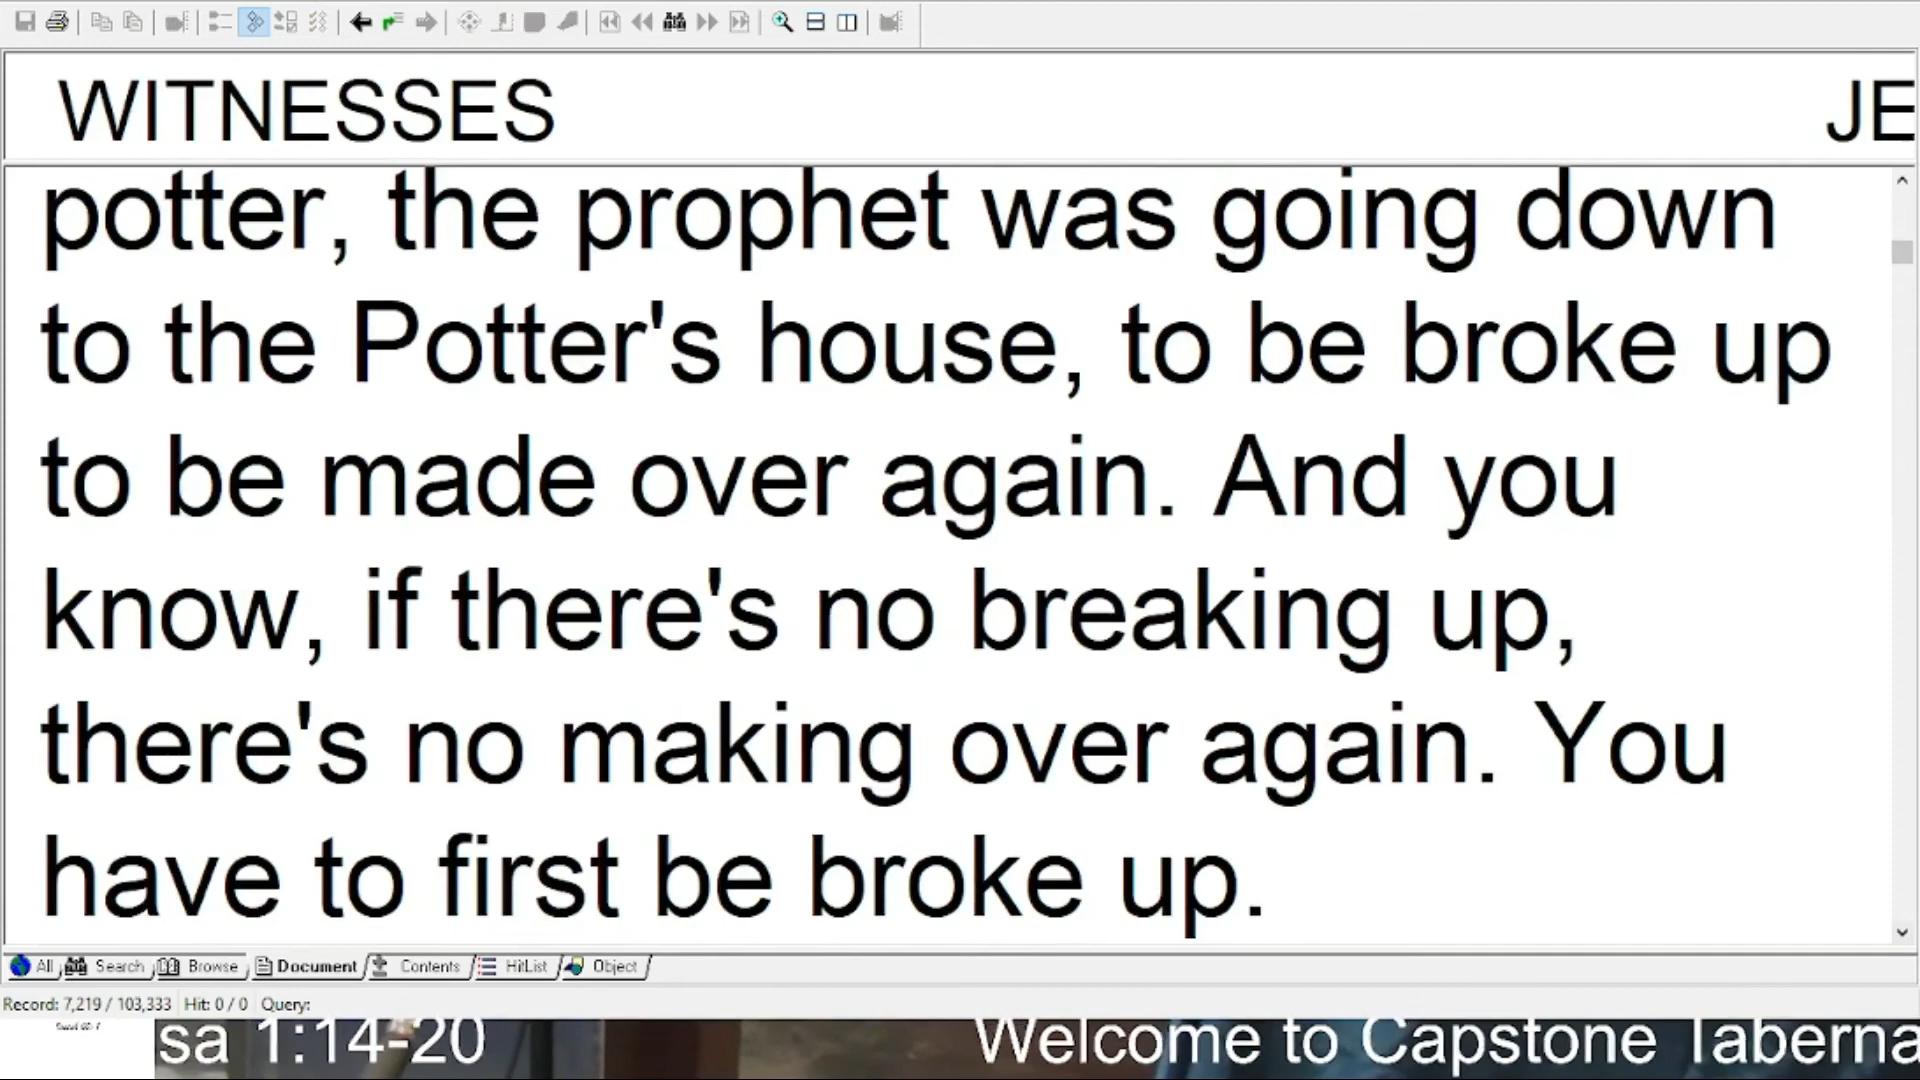 WITNESSES JE
potter, the prophet was going down
to the Potter's house, to be broke up
to be made over again. And you
know, if there's no breaking up,
there's no making over again. You
have to first be broke up.
All Search Browse Document Contents HitList Object
Record: 7,219 / 103,333 Hit: 0 / 0 Query:
sa 1:14-20 Welcome to Capstone Taberna